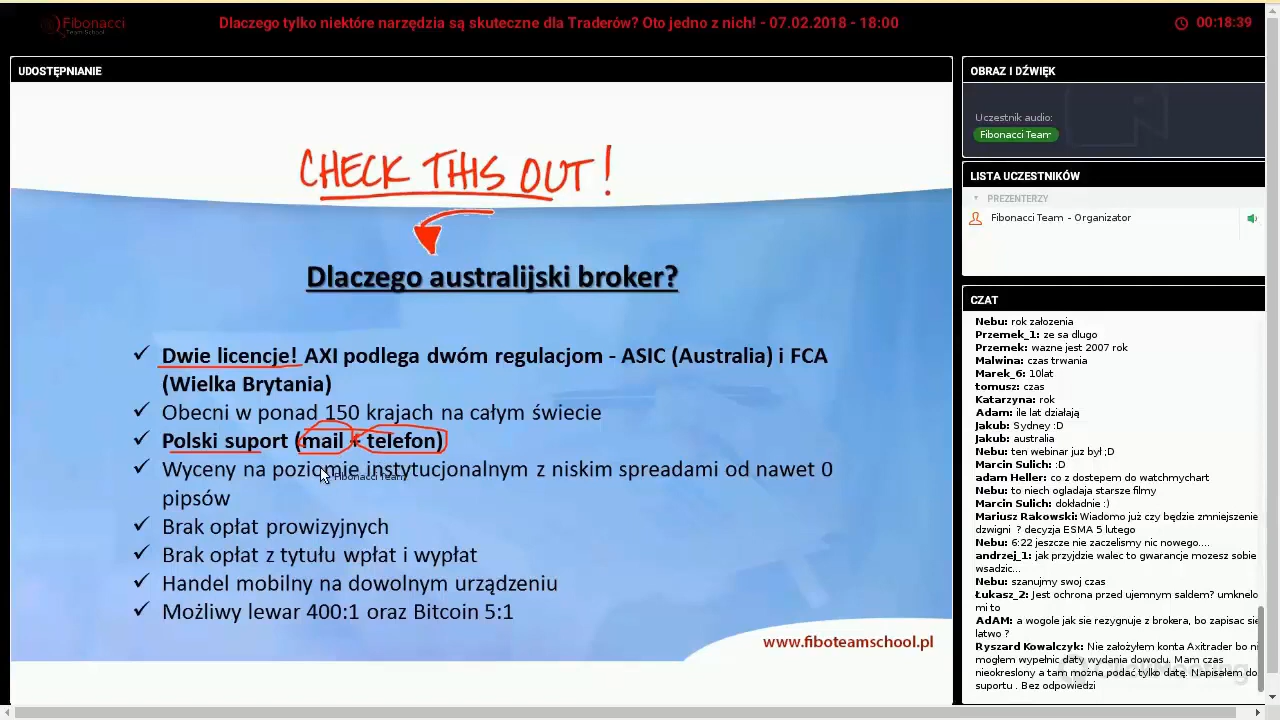 Fibonacci
Team School
Dlaczego tylko niektóre narzędzia są skuteczne dla Traderów? Oto jedno z nich! - 07.02.2018 - 18:00
00:18:39
UDOSTĘPNIANIE
CHECK THIS OUT!
Dlaczego australijski broker?
✓ Dwie licencje! AXI podlega dwóm regulacjom - ASIC (Australia) i FCA
(Wielka Brytania)
✓ Obecni w ponad 150 krajach na całym świecie
✓ Polski suport (mail + telefon)
✓ Wyceny na poziomie instytucjonalnym z niskim spreadami od nawet 0
pipsów
Fibonacci Team
✓ Brak opłat prowizyjnych
✓ Brak opłat z tytułu wpłat i wypłat
✓ Handel mobilny na dowolnym urządzeniu
✓ Możliwy lewar 400:1 oraz Bitcoin 5:1
www.fiboteamschool.pl
OBRAZ I DŹWIĘK
Uczestnik audio:
Fibonacci Team
LISTA UCZESTNIKÓW
PREZENTERZY
Fibonacci Team - Organizator
CZAT
Nebu: rok założenia
Przemek_1: ze sa dlugo
Przemek: wazne jest 2007 rok
Malwina: czas trwania
Marek_6: 10lat
tomusz: czas
Katarzyna: rok
Adam: ile lat działają
Jakub: Sydney :D
Jakub: australia
Nebu: ten webinar juz był ;D
Marcin Sulich: :D
adam Heller: co z dostepem do watchmychart
Nebu: to niech ogladaja starsze filmy
Marcin Sulich: dokładnie :)
Mariusz Rakowski: Wiadomo już czy będzie zmniejszenie
dzwigni ? decyzja ESMA 5 lutego
Nebu: 6:22 jeszcze nie zaczelismy nic nowego....
andrzej_1: jak przyjdzie walec to gwarancje mozesz sobie
wsadzic...
Nebu: szanujmy swoj czas
Łukasz_2: Jest ochrona przed ujemnym saldem? umknelo
mi to
AdAM: a wogole jak sie rezygnuje z brokera, bo zapisac sie
latwo ?
Ryszard Kowalczyk: Nie założyłem konta Axitrader bo n
mogłem wypełnic daty wydania dowodu. Mam czas
nieokreslony a tam można podać tylko datę. Napisałem do
suportu . Bez odpowiedzi